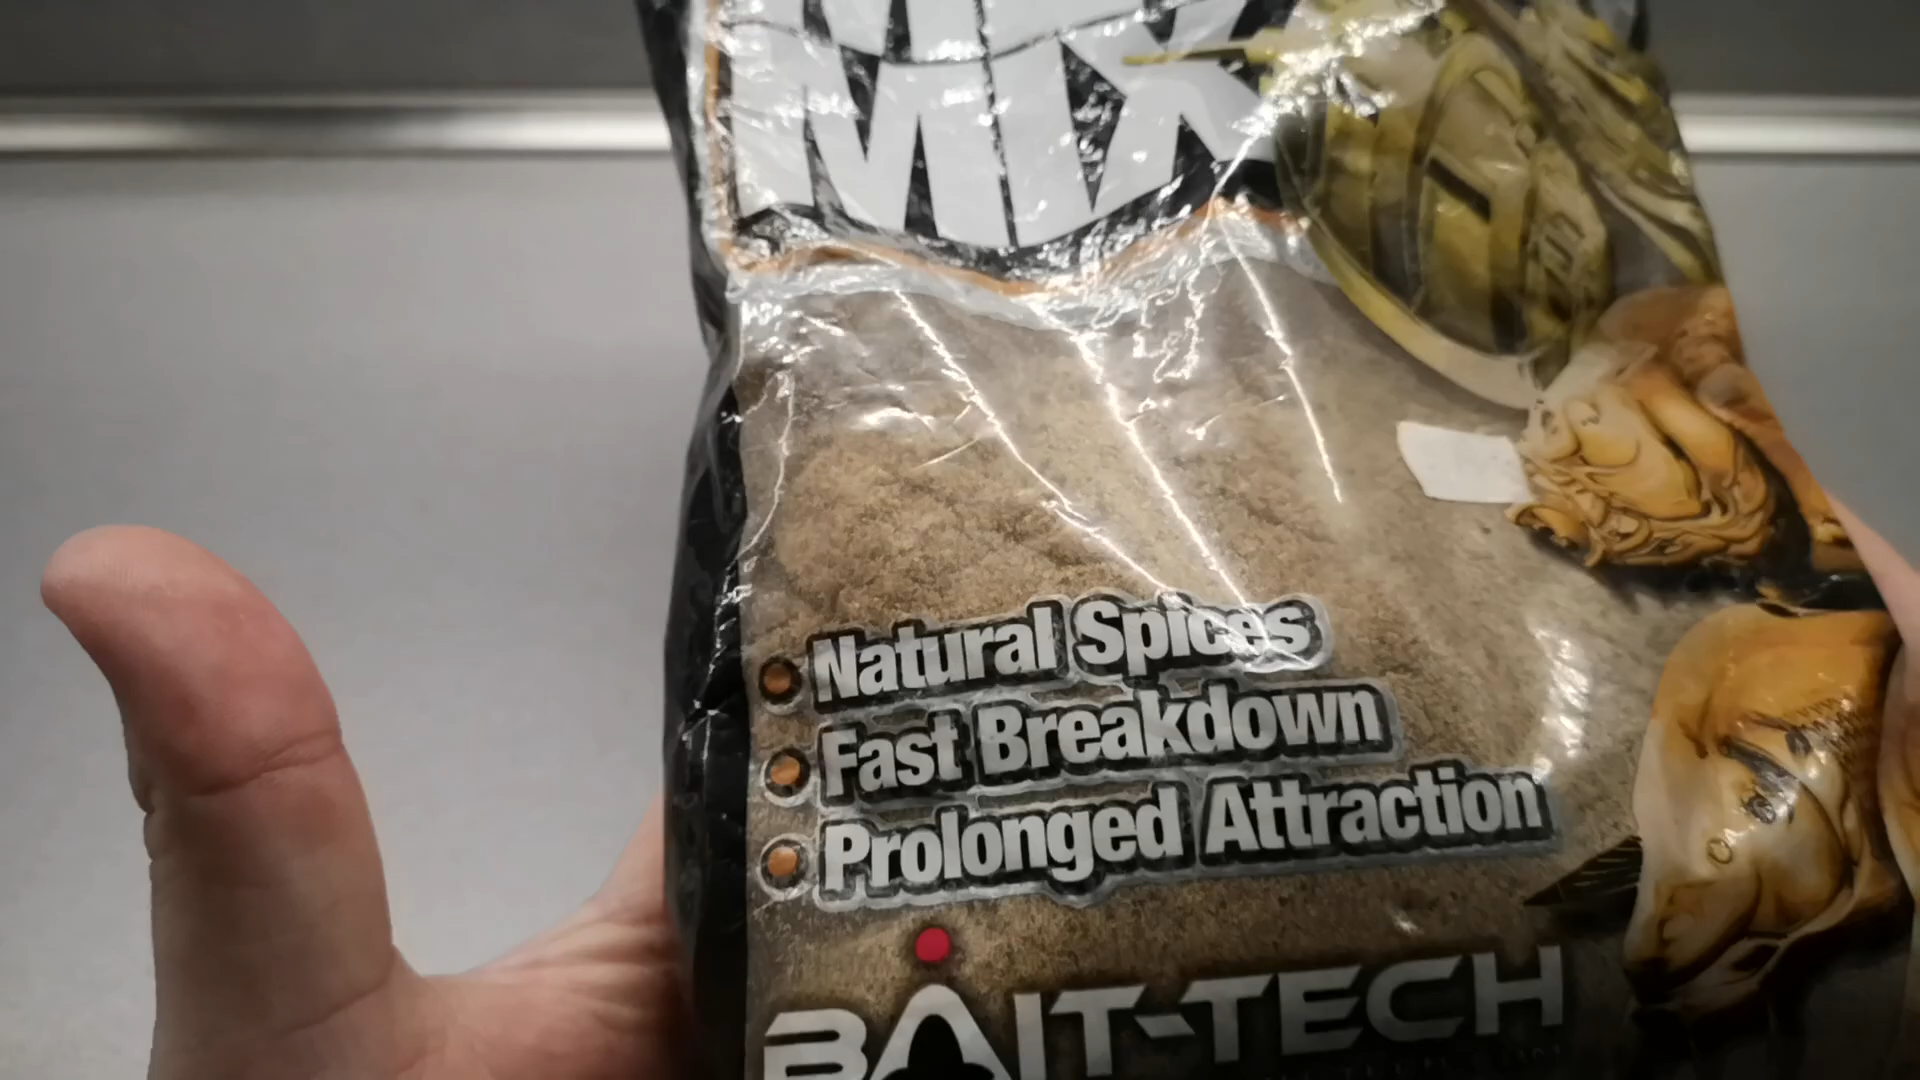 MIX
Natural Spices
Fast Breakdown
Prolonged Attraction
BAIT-TECH